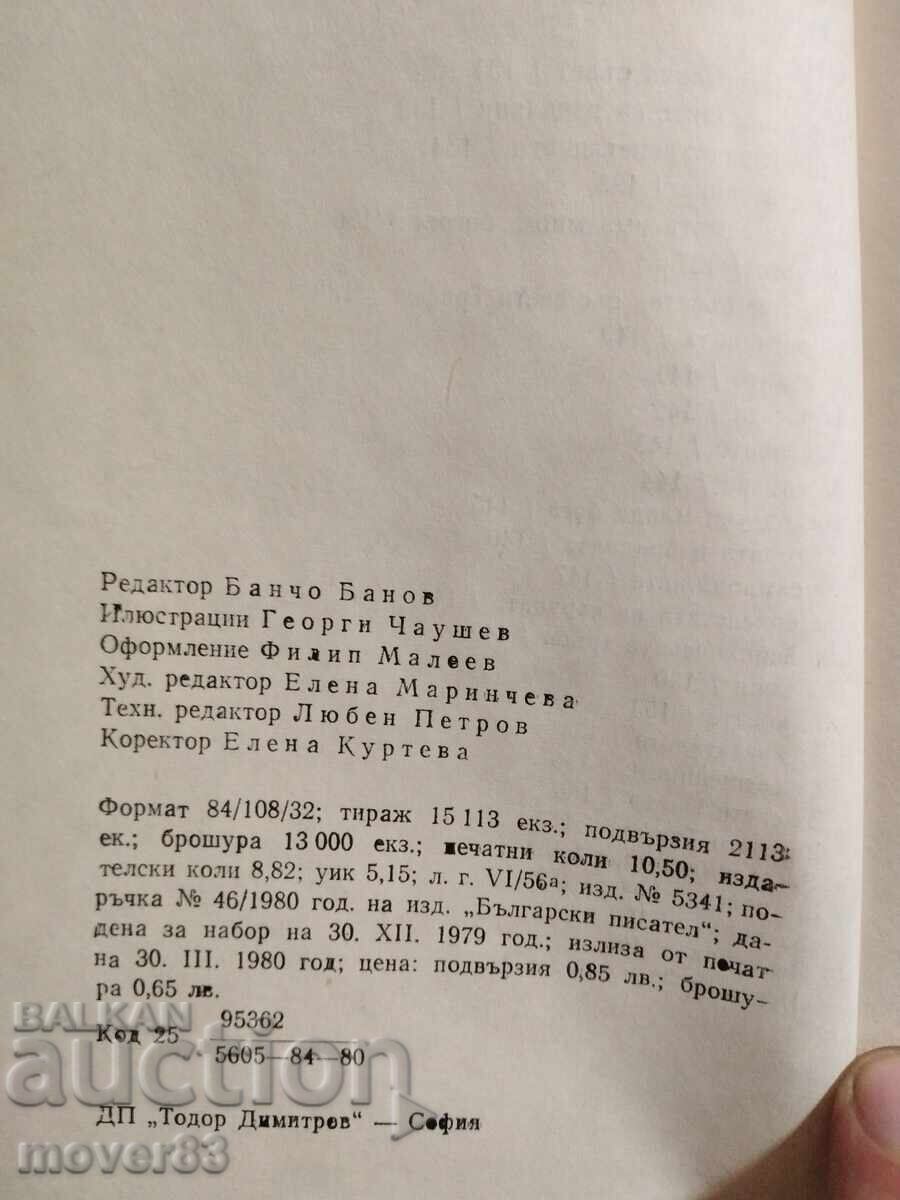 Редактор Банчо Банов
Илюстрации Георги Чаушев
Оформление Филип Малеев
Худ. редактор Елена Маринчева
Техн. редактор Любен Петров
Коректор Елена Куртева
Формат 84/108/32; тираж 15 113 екз.; подвързия 2113
ек.; брошура 13 000 екз.; печатни коли 10,50; изда-
телски коли 8,82; уик 5,15; л. г. VI/56а; изд. № 5341; по-
ръчка № 46/1980 год. на изд. „Български писател“; да-
дена за набор на 30. XII. 1979 год.; излиза от печат
на 30. III. 1980 год; цена: подвързия 0,85 лв.; брошу-
ра 0,65 лв.
Код 25 95362
5605—84—80
ДП „Тодор Димитров“ — София
BALKAN
auction
mover83